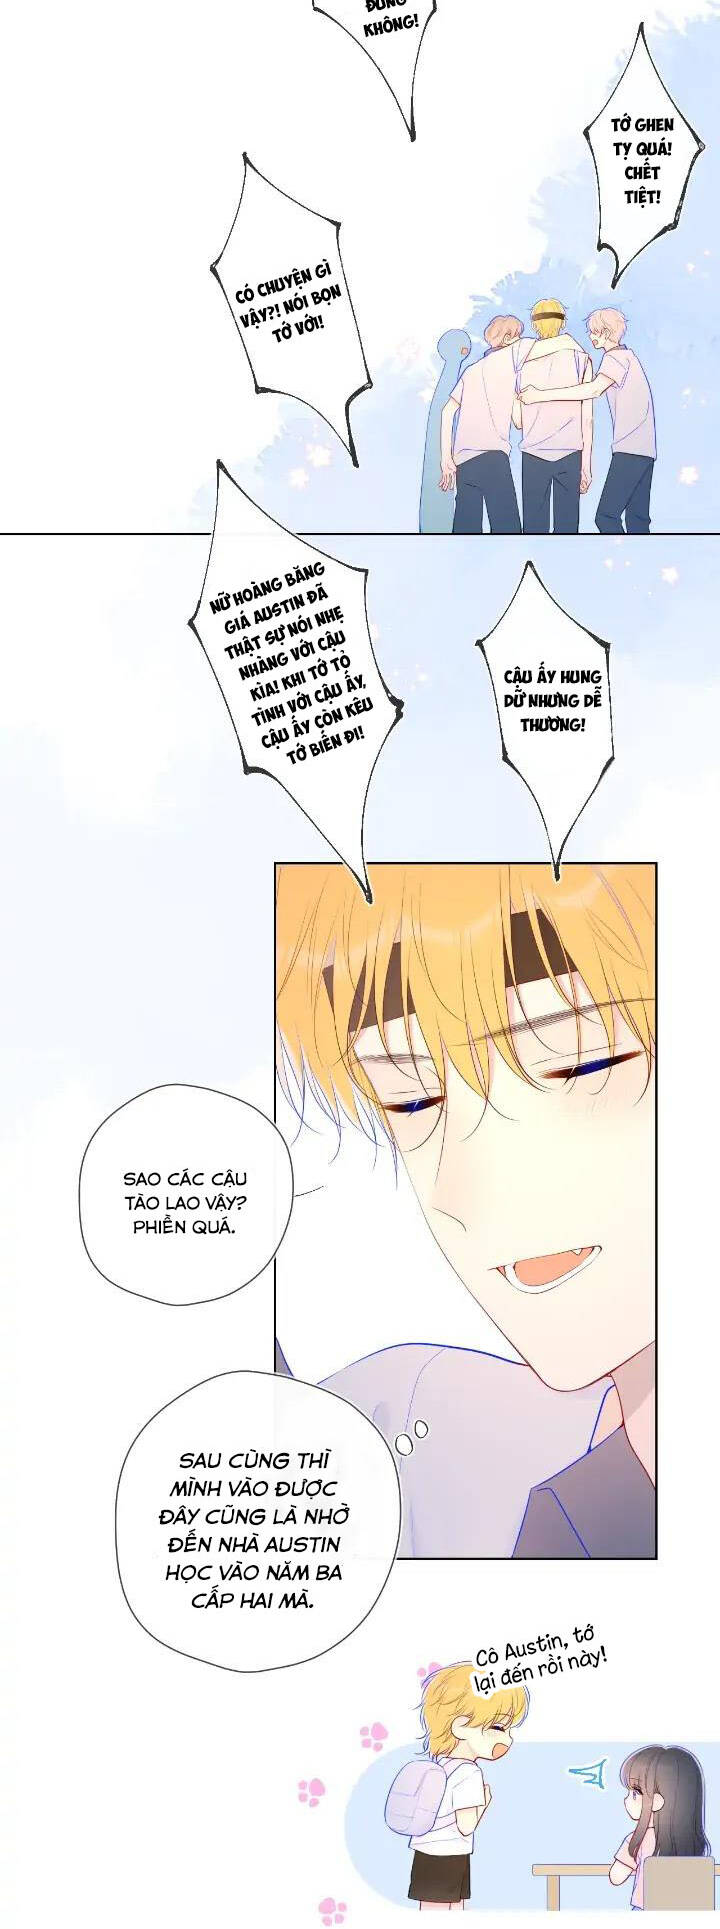 ĐÚNG
KHÔNG!
TỚ GHEN
TỴ QUÁ!
CHẾT
TIỆT!
CÓ CHUYỆN GÌ
VẬY?! NÓI BỌN
TỚ VỚI!
NỮ HOÀNG BĂNG
GIÁ AUSTIN ĐÃ
THẬT SỰ NÓI NHẸ
NHÀNG VỚI CẬU
KÌA! KHI TỚ TỎ
TÌNH VỚI CẬU ẤY,
CẬU ẤY CÒN KÊU
TỚ BIẾN ĐI!
CẬU ẤY HUNG
DỮ NHƯNG DỄ
THƯƠNG!
SAO CÁC CẬU
TÀO LAO VẬY?
PHIỀN QUÁ.
SAU CÙNG THÌ
MÌNH VÀO ĐƯỢC
ĐÂY CŨNG LÀ NHỜ
ĐẾN NHÀ AUSTIN
HỌC VÀO NĂM BA
CẤP HAI MÀ.
Cô Austin, tớ
lại đến rồi này!